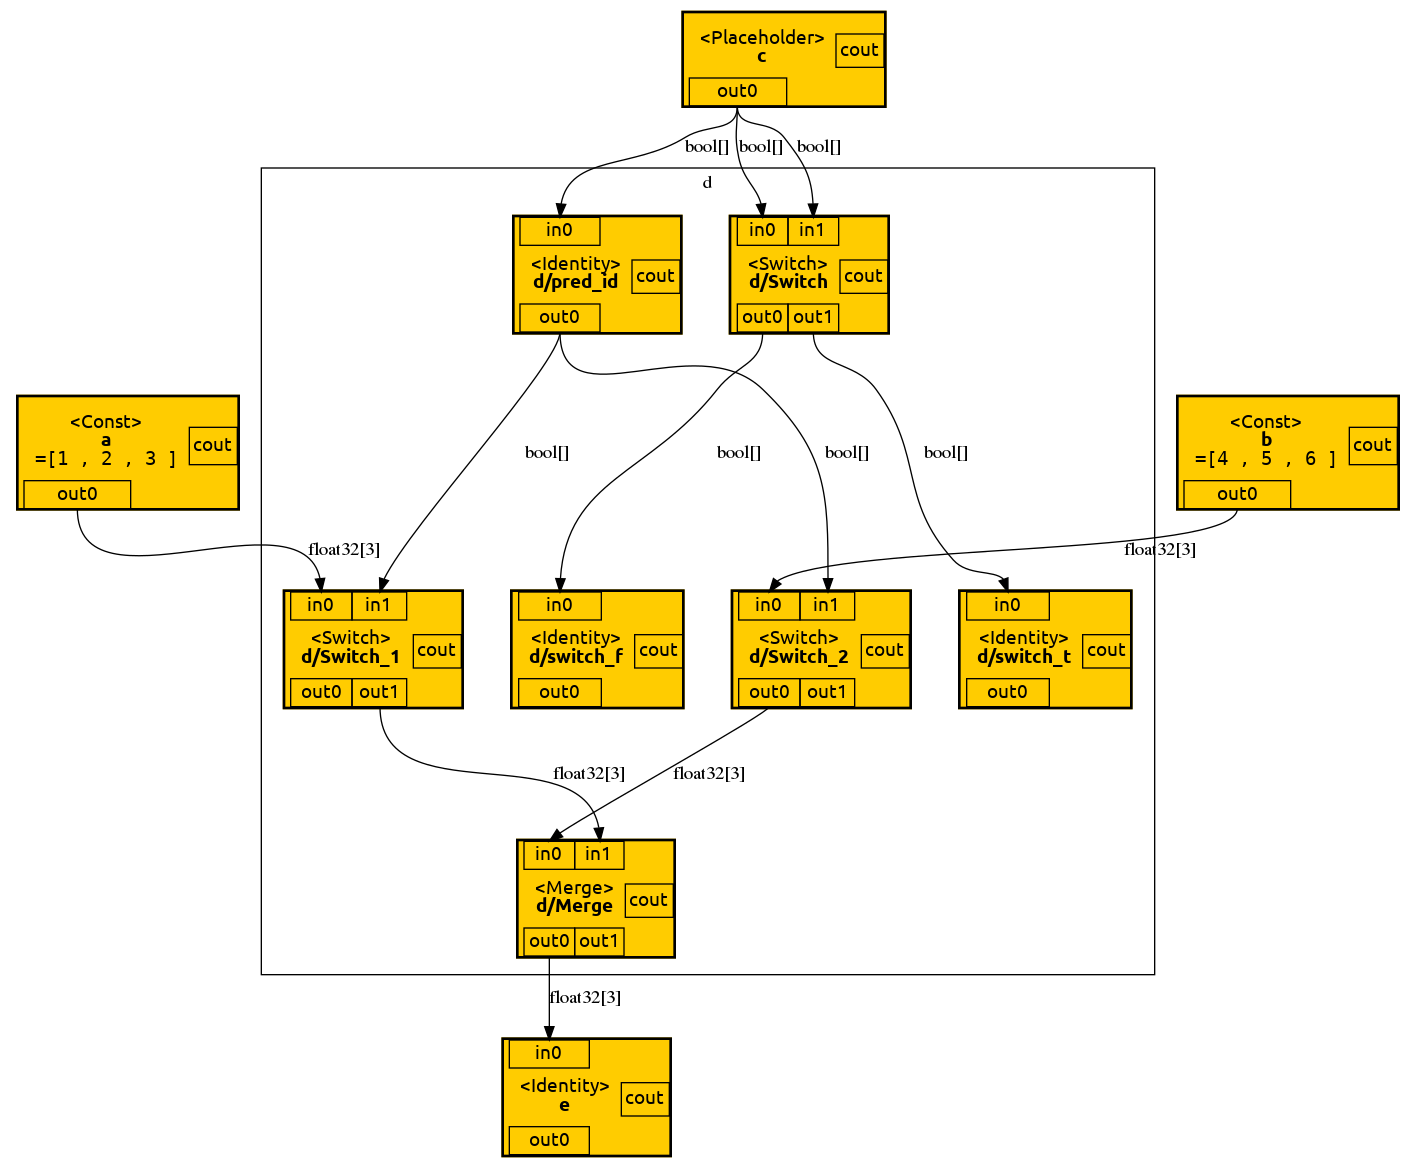 <Placeholder>
c
cout
out0
bool[]
bool[]
bool[]
d
in0
<Identity>
d/pred_id
cout
out0
in0 in1
<Switch>
d/Switch
cout
out0 out1
<Const>
a
=[1 , 2 , 3 ]
cout
out0
bool[]
bool[]
bool[]
bool[]
<Const>
b
=[4 , 5 , 6 ]
cout
out0
float32[3]
float32[3]
in0 in1
<Switch>
d/Switch_1
cout
out0 out1
in0
<Identity>
d/switch_f
cout
out0
in0 in1
<Switch>
d/Switch_2
cout
out0 out1
in0
<Identity>
d/switch_t
cout
out0
float32[3]
float32[3]
in0 in1
<Merge>
d/Merge
cout
out0 out1
float32[3]
in0
<Identity>
e
cout
out0